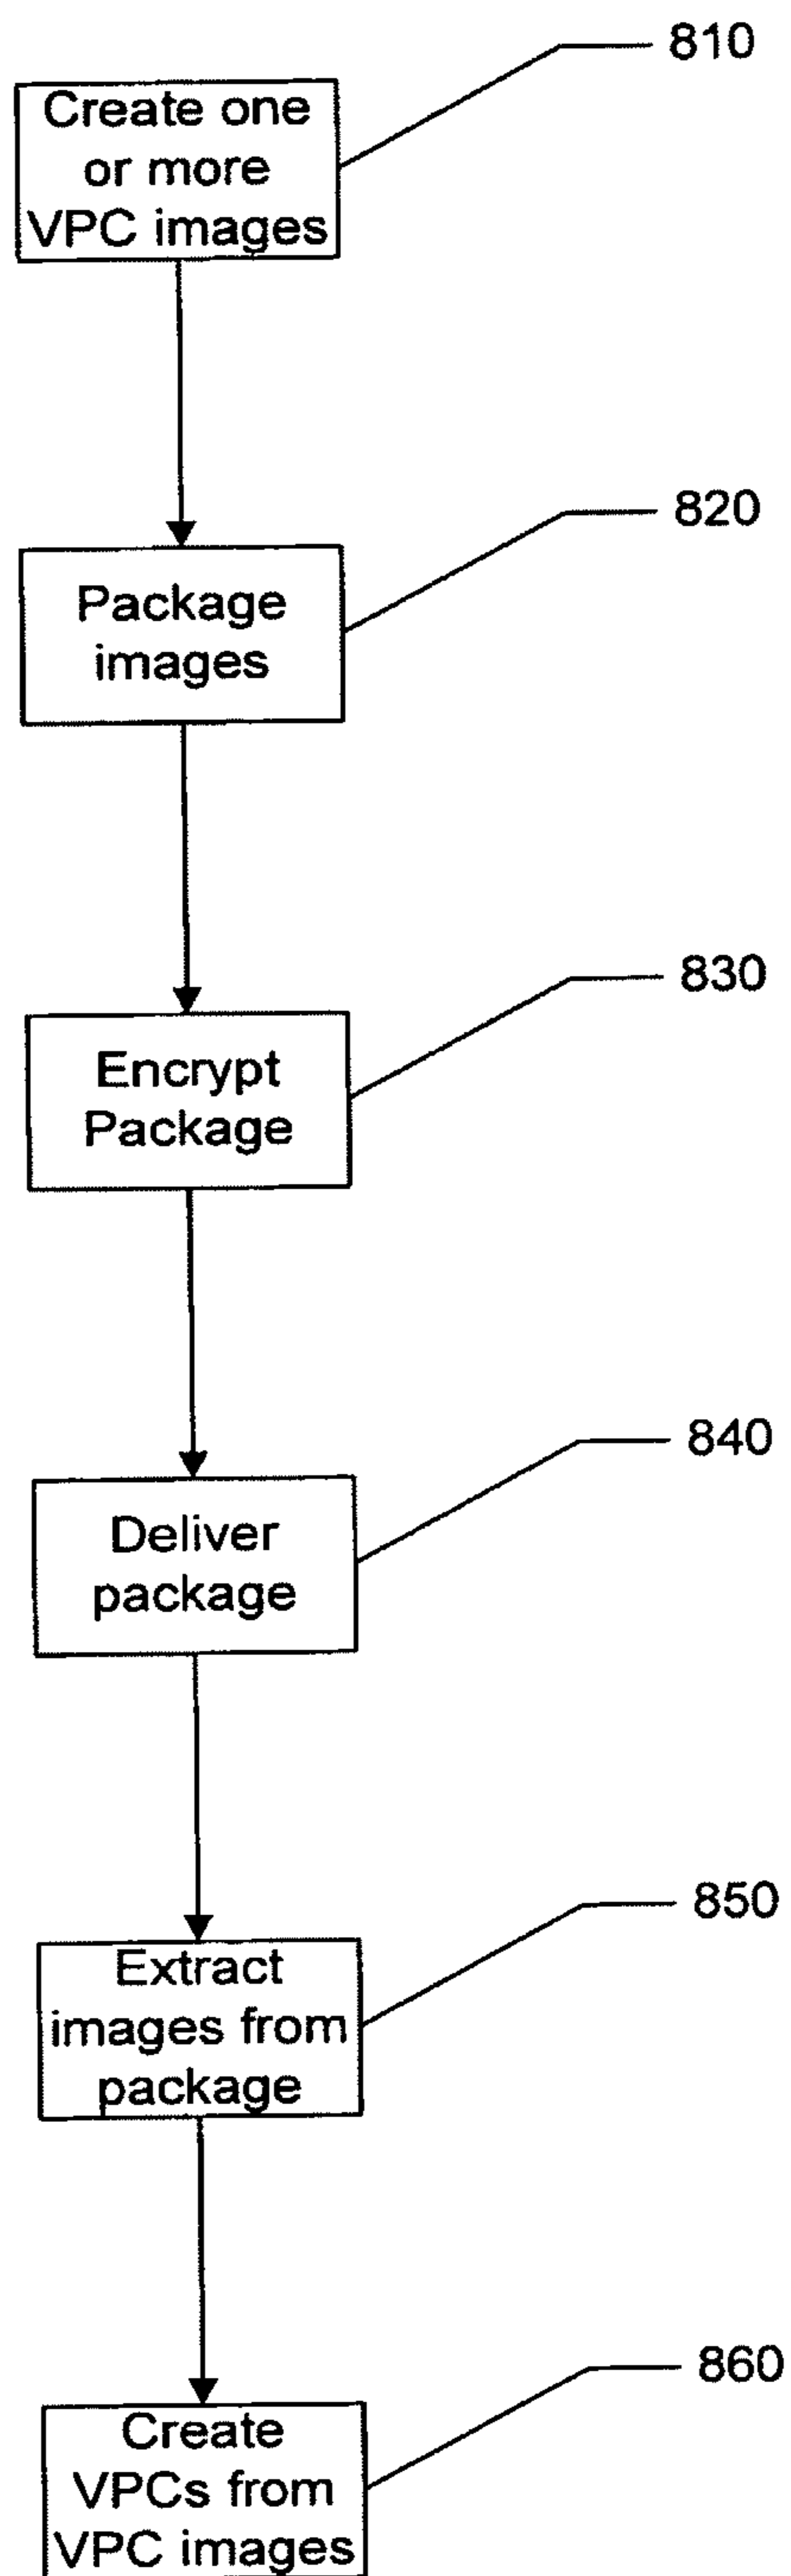 810
Create one
or more
VPC images
820
Package
images
830
Encrypt
Package
840
Deliver
package
850
Extract
images from
package
860
Create
VPCs from
VPC images